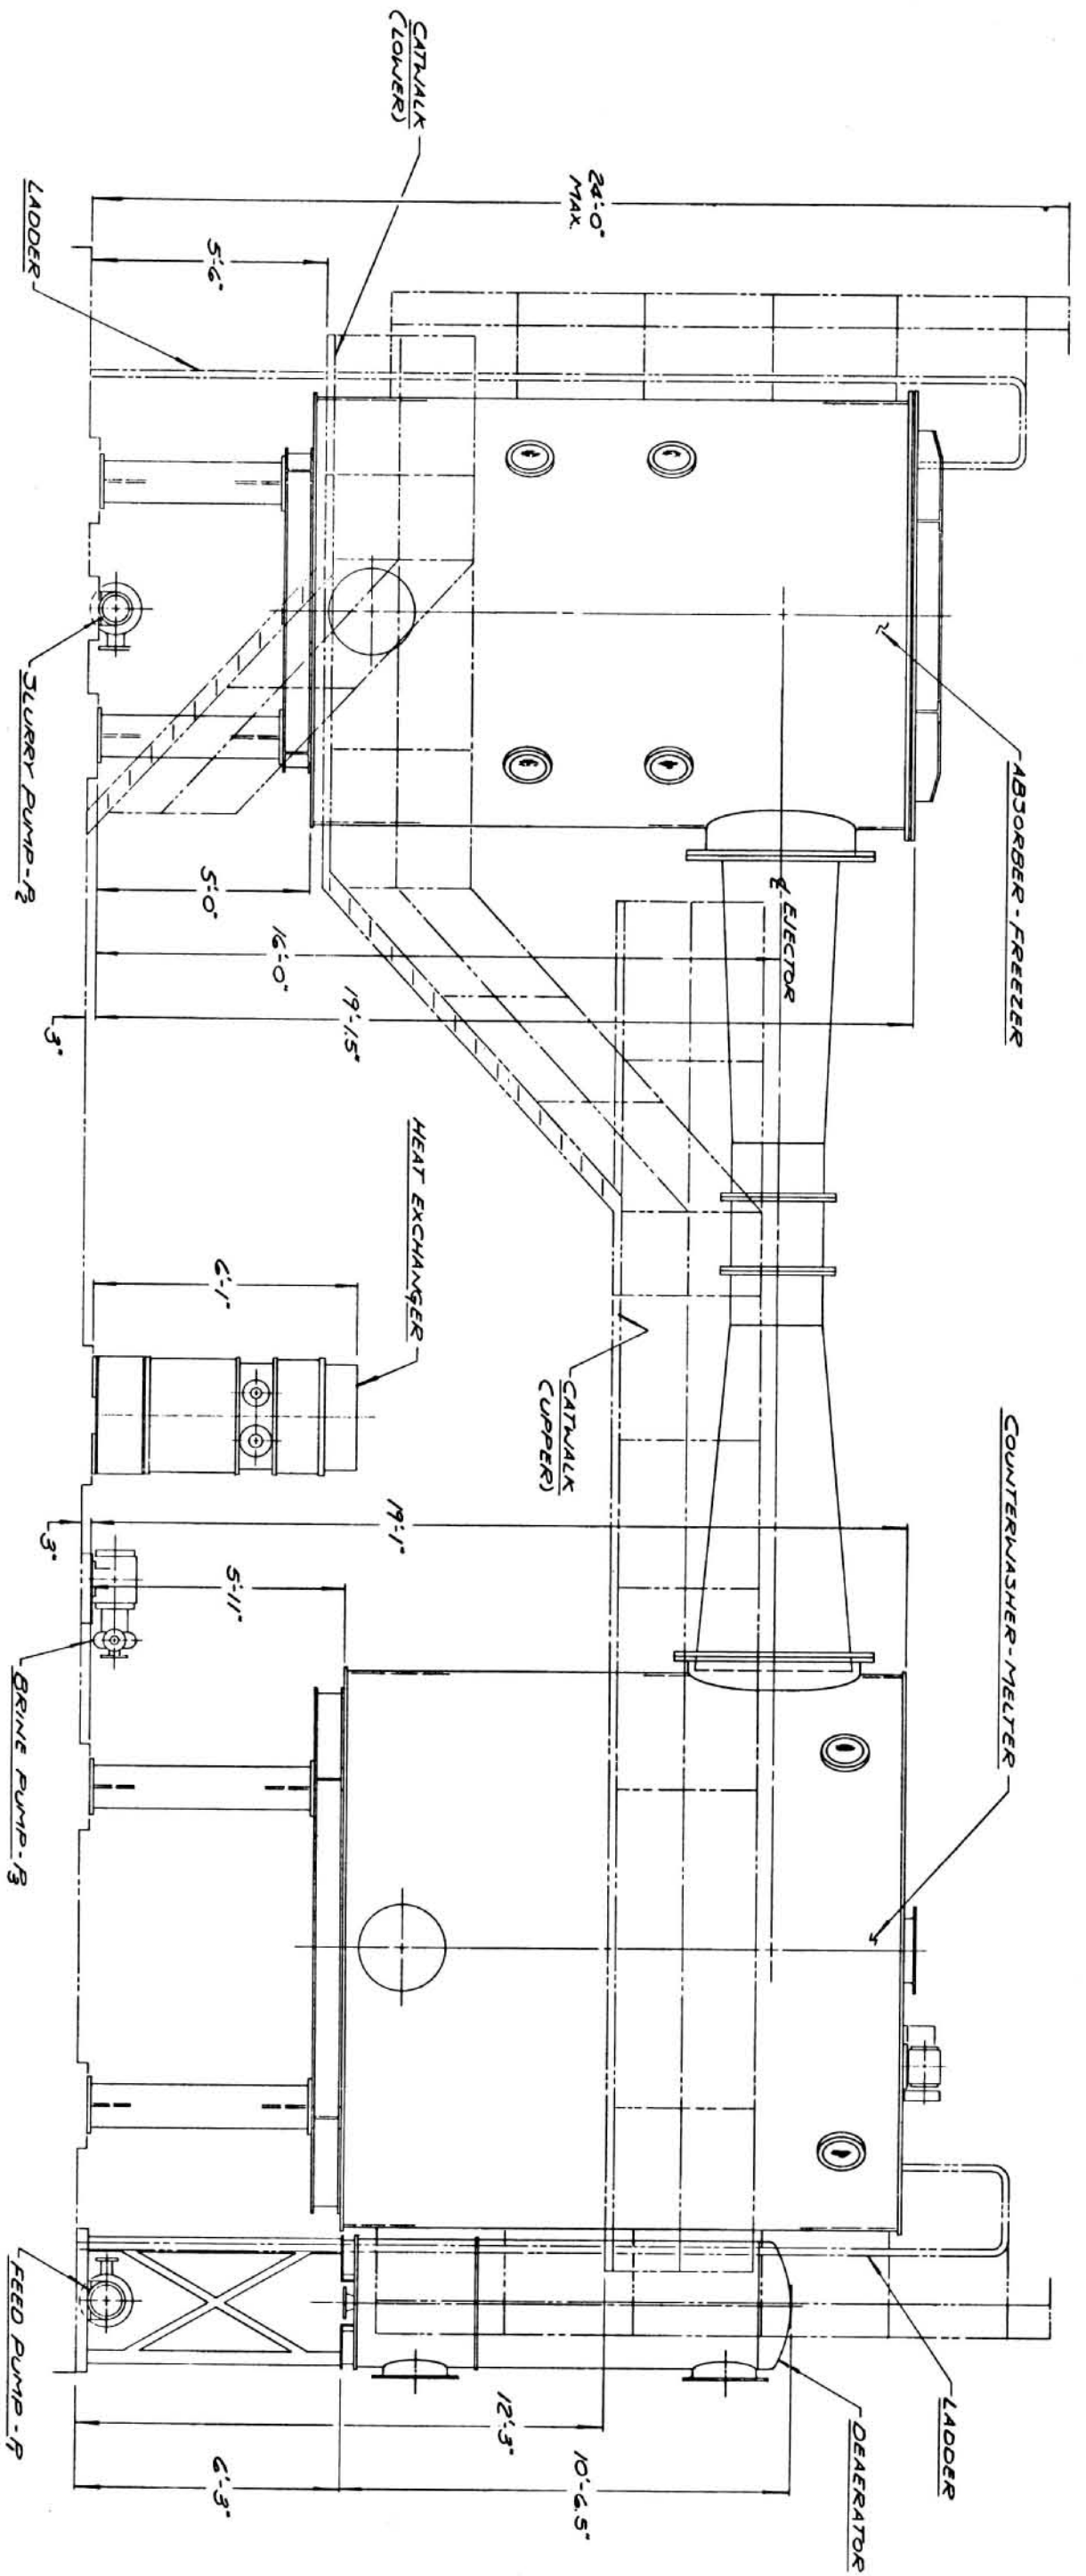 ABSORBER-FREEZER
COUNTERWASHER-MELTER
LADDER
DEAERATOR
24'-0"
MAX.
CATWALK
(LOWER)
℄ EJECTOR
CATWALK
(UPPER)
HEAT EXCHANGER
5'-6"
5'-0"
16'-0"
19'-1.5"
3"
6'-1"
19'-1"
5'-11"
3"
12'-3"
10'-6.5"
6'-3"
LADDER
SLURRY PUMP-P2
BRINE PUMP-P3
FEED PUMP-P1